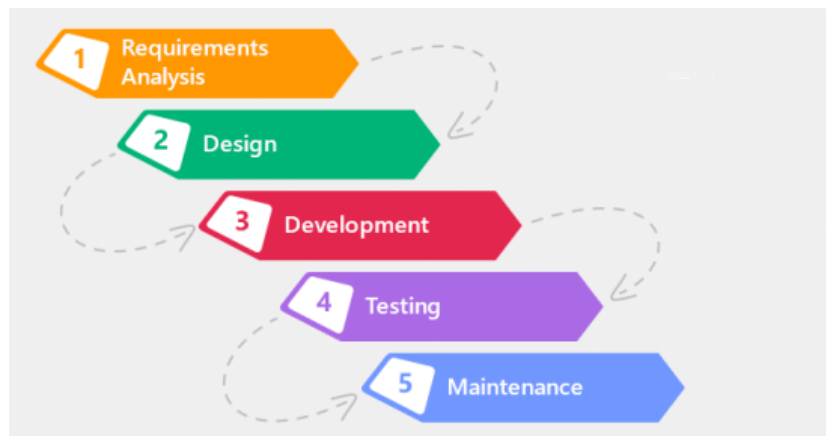 1
Requirements
Analysis
2
Design
3
Development
4
Testing
5
Maintenance